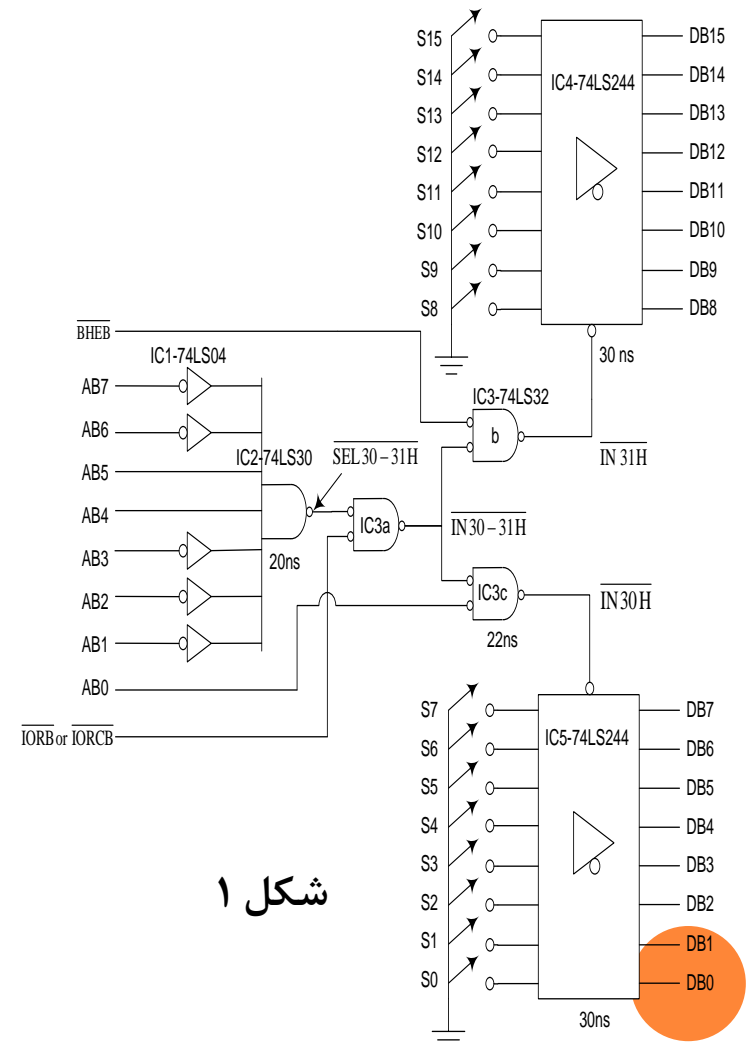 S15
DB15
S14
IC4-74LS244
DB14
S13
DB13
S12
DB12
S11
DB11
S10
DB10
S9
DB9
S8
DB8
30 ns
BHEB
IC1-74LS04
AB7
IC3-74LS32
AB6
b
IC2-74LS30
SEL30-31H
IN 31H
AB5
AB4
IC3a
IN30-31H
AB3
20ns
AB2
IC3c
IN30H
AB1
22ns
AB0
IORB or IORCB
S7
DB7
S6
IC5-74LS244
DB6
S5
DB5
S4
DB4
S3
DB3
شکل ۱
S2
DB2
S1
DB1
S0
DB0
30ns